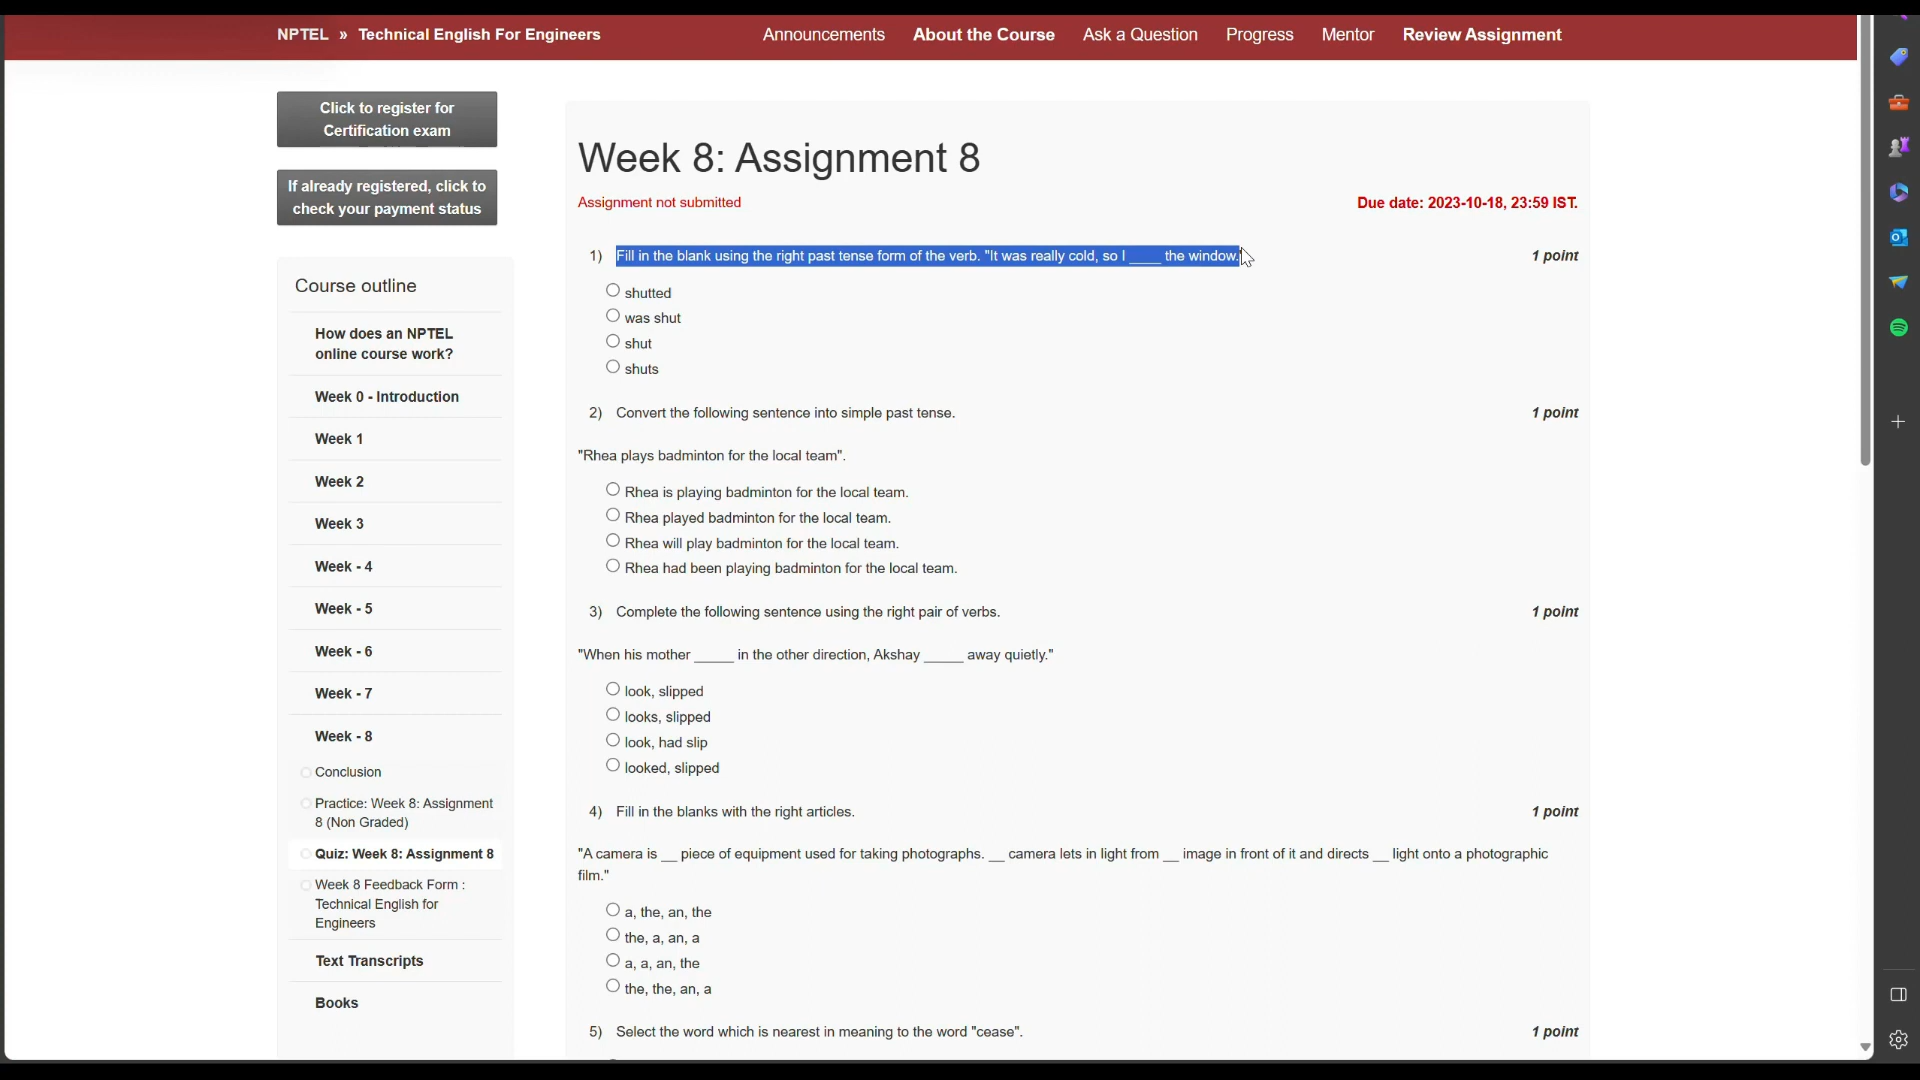 NPTEL » Technical English For Engineers
Announcements About the Course Ask a Question Progress Mentor Review Assignment
Click to register for
Certification exam
If already registered, click to
check your payment status
Course outline
How does an NPTEL
online course work?
Week 0 - Introduction
Week 1
Week 2
Week 3
Week - 4
Week - 5
Week - 6
Week - 7
Week - 8
Conclusion
Practice: Week 8: Assignment
8 (Non Graded)
Quiz: Week 8: Assignment 8
Week 8 Feedback Form :
Technical English for
Engineers
Text Transcripts
Books
Week 8: Assignment 8
Assignment not submitted Due date: 2023-10-18, 23:59 IST.
1) Fill in the blank using the right past tense form of the verb. "It was really cold, so I ____ the window. 1 point
shutted
was shut
shut
shuts
2) Convert the following sentence into simple past tense. 1 point
"Rhea plays badminton for the local team".
Rhea is playing badminton for the local team.
Rhea played badminton for the local team.
Rhea will play badminton for the local team.
Rhea had been playing badminton for the local team.
3) Complete the following sentence using the right pair of verbs. 1 point
"When his mother _____ in the other direction, Akshay _____ away quietly."
look, slipped
looks, slipped
look, had slip
looked, slipped
4) Fill in the blanks with the right articles. 1 point
"A camera is __ piece of equipment used for taking photographs. __ camera lets in light from __ image in front of it and directs __ light onto a photographic
film."
a, the, an, the
the, a, an, a
a, a, an, the
the, the, an, a
5) Select the word which is nearest in meaning to the word "cease". 1 point